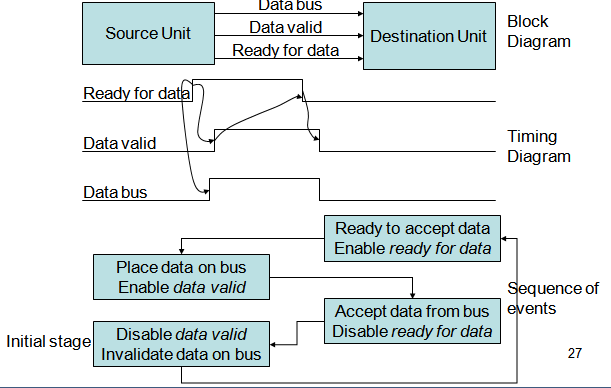 Data bus
Source Unit
Data valid
Destination Unit
Ready for data
Block
Diagram
Ready for data
Data valid
Timing
Diagram
Data bus
Ready to accept data
Enable ready for data
Place data on bus
Enable data valid
Sequence of
events
Accept data from bus
Disable ready for data
Initial stage
Disable data valid
Invalidate data on bus
27